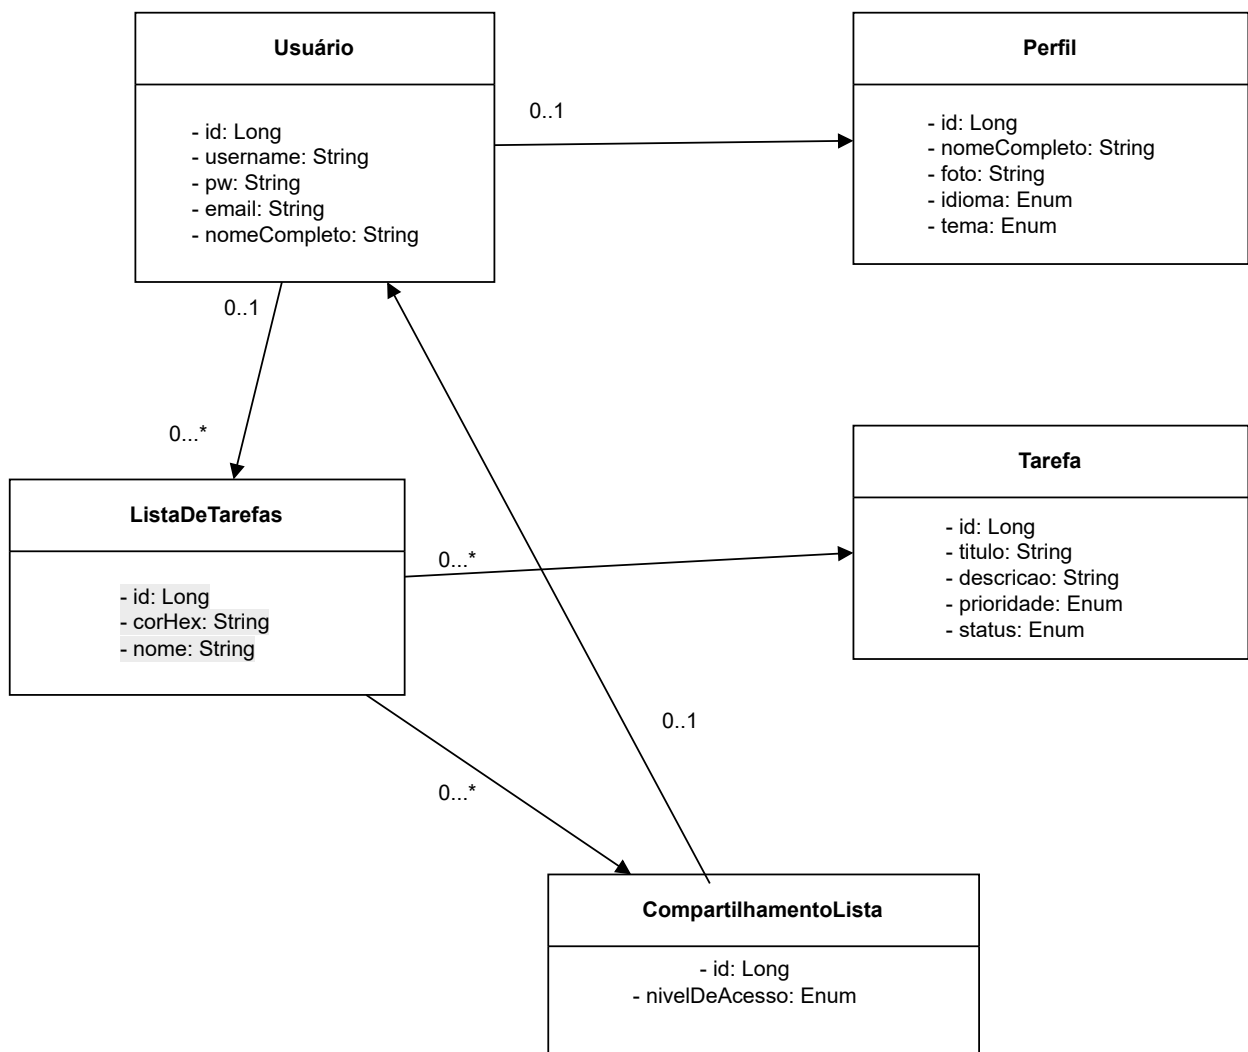 Usuário
- id: Long
- username: String
- pw: String
- email: String
- nomeCompleto: String
0..1
Perfil
- id: Long
- nomeCompleto: String
- foto: String
- idioma: Enum
- tema: Enum
0..1
0...*
ListaDeTarefas
- id: Long
- corHex: String
- nome: String
0...*
Tarefa
- id: Long
- titulo: String
- descricao: String
- prioridade: Enum
- status: Enum
0..1
0...*
CompartilhamentoLista
- id: Long
- nivelDeAcesso: Enum